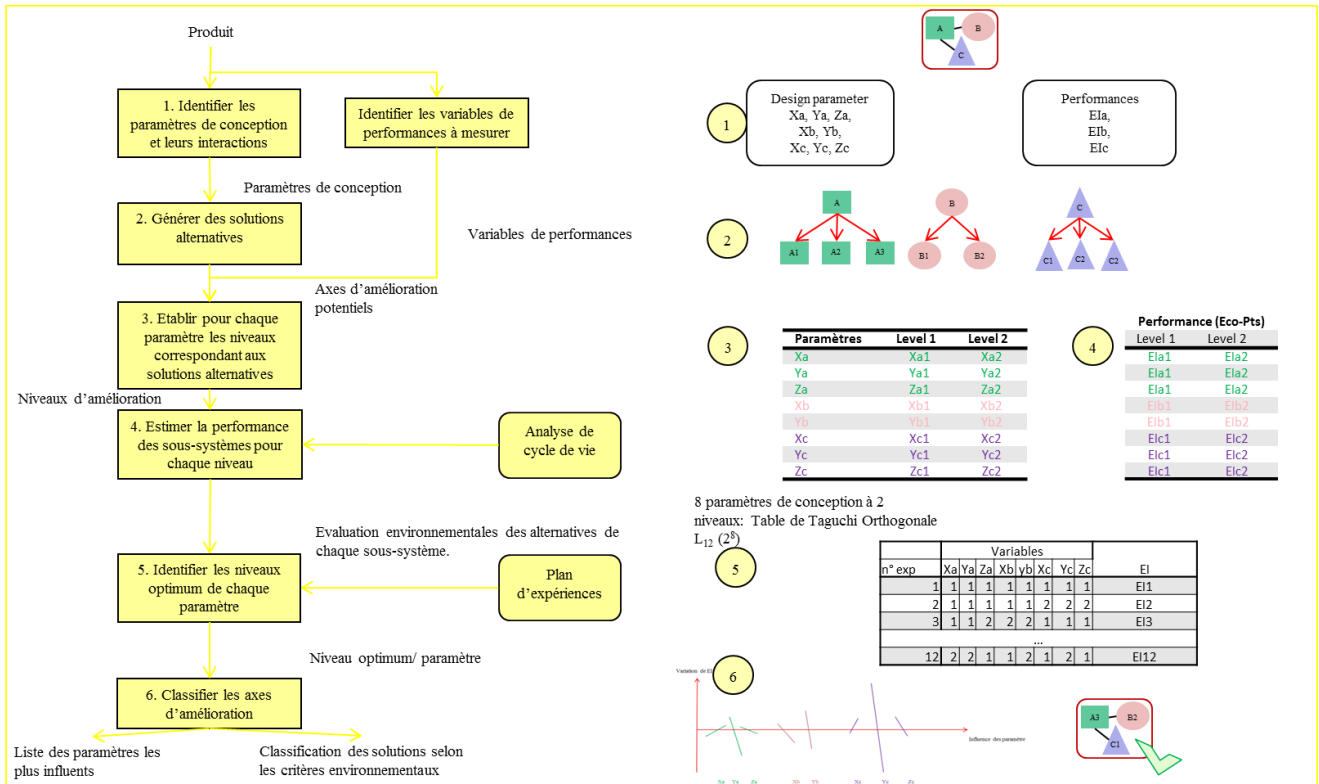 Produit
1. Identifier les
paramètres de conception
et leurs interactions
Identifier les variables de
performances à mesurer
Paramètres de conception
2. Générer des solutions
alternatives
Variables de performances
Axes d’amélioration
potentiels
3. Etablir pour chaque
paramètre les niveaux
correspondant aux
solutions alternatives
Niveaux d’amélioration
4. Estimer la performance
des sous-systèmes pour
chaque niveau
Analyse de
cycle de vie
Evaluation environnementales des alternatives de
chaque sous-système.
5. Identifier les niveaux
optimum de chaque
paramètre
Plan
d’expériences
Niveau optimum/ paramètre
6. Classifier les axes
d’amélioration
Liste des paramètres les
plus influents
Classification des solutions selon
les critères environnementaux
A B
C
1
Design parameter
Xa, Ya, Za,
Xb, Yb,
Xc, Yc, Zc
Performances
EIa,
EIb,
EIc
2
A B C
A1 A2 A3 B1 B2 C1 C2 C2
3
Paramètres Level 1 Level 2
Xa Xa1 Xa2
Ya Ya1 Ya2
Za Za1 Za2
Xb Xb1 Xb2
Yb Yb1 Yb2
Xc Xc1 Xc2
Yc Yc1 Yc2
Zc Zc1 Zc2
4
Performance (Eco-Pts)
Level 1 Level 2
EIa1 EIa2
EIa1 EIa2
EIa1 EIa2
EIb1 EIb2
EIb1 EIb2
EIc1 EIc2
EIc1 EIc2
EIc1 EIc2
8 paramètres de conception à 2
niveaux: Table de Taguchi Orthogonale
L12 (2⁸)
5
Variables
n° exp Xa Ya Za Xb yb Xc Yc Zc EI
1 1 1 1 1 1 1 1 1 EI1
2 1 1 1 1 1 2 2 2 EI2
3 1 1 2 2 2 1 1 1 EI3
...
12 2 2 1 1 2 1 2 1 EI12
6
Variation de EI
Influence des paramètre
Xa Ya Za Xb Yb Xc Yc Zc
A3 B2
C1